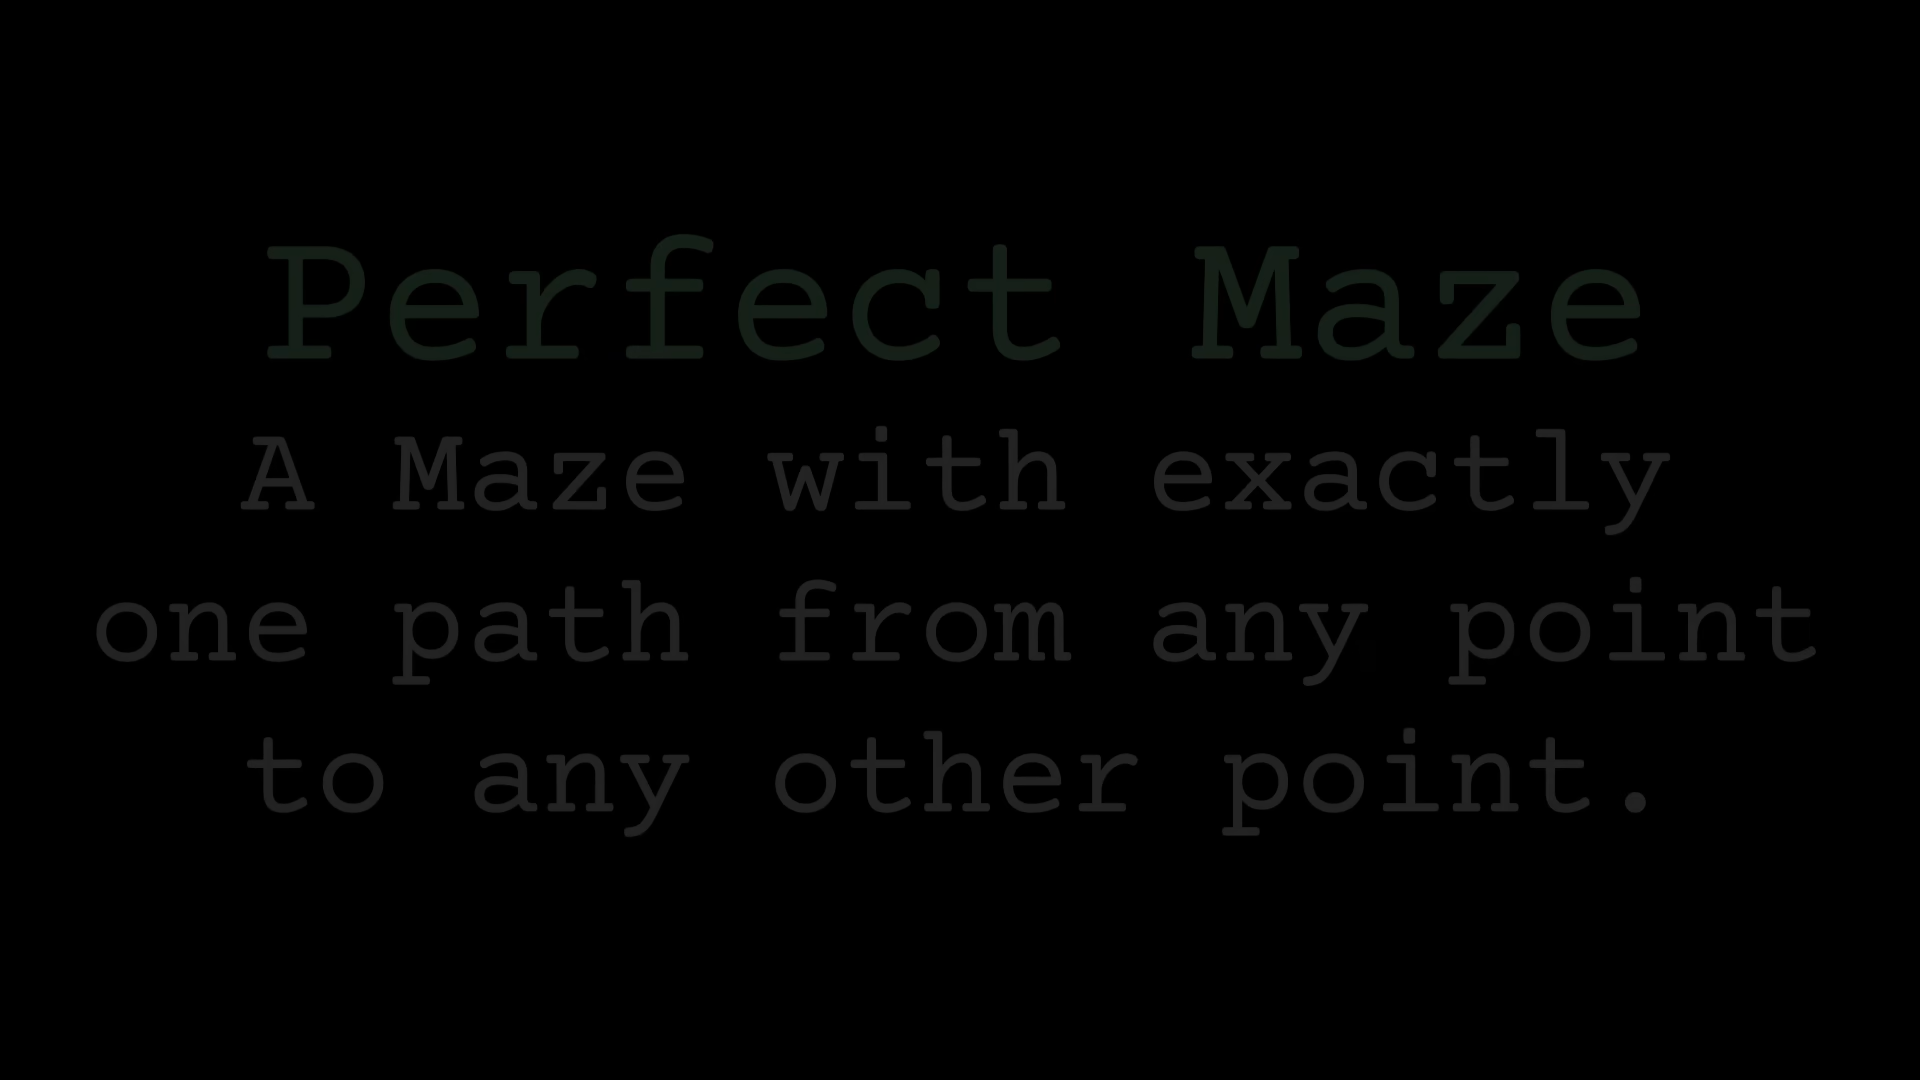 Perfect Maze
A Maze with exactly
one path from any point
to any other point.